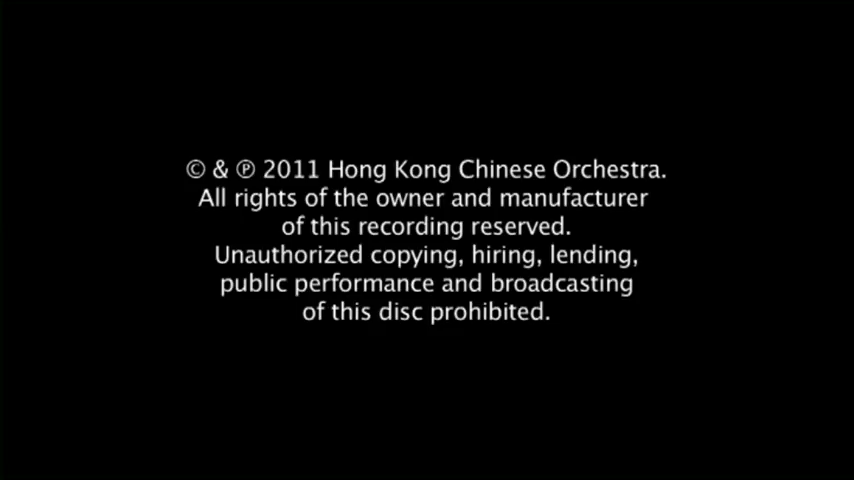 © & ℗ 2011 Hong Kong Chinese Orchestra.
All rights of the owner and manufacturer
of this recording reserved.
Unauthorized copying, hiring, lending,
public performance and broadcasting
of this disc prohibited.